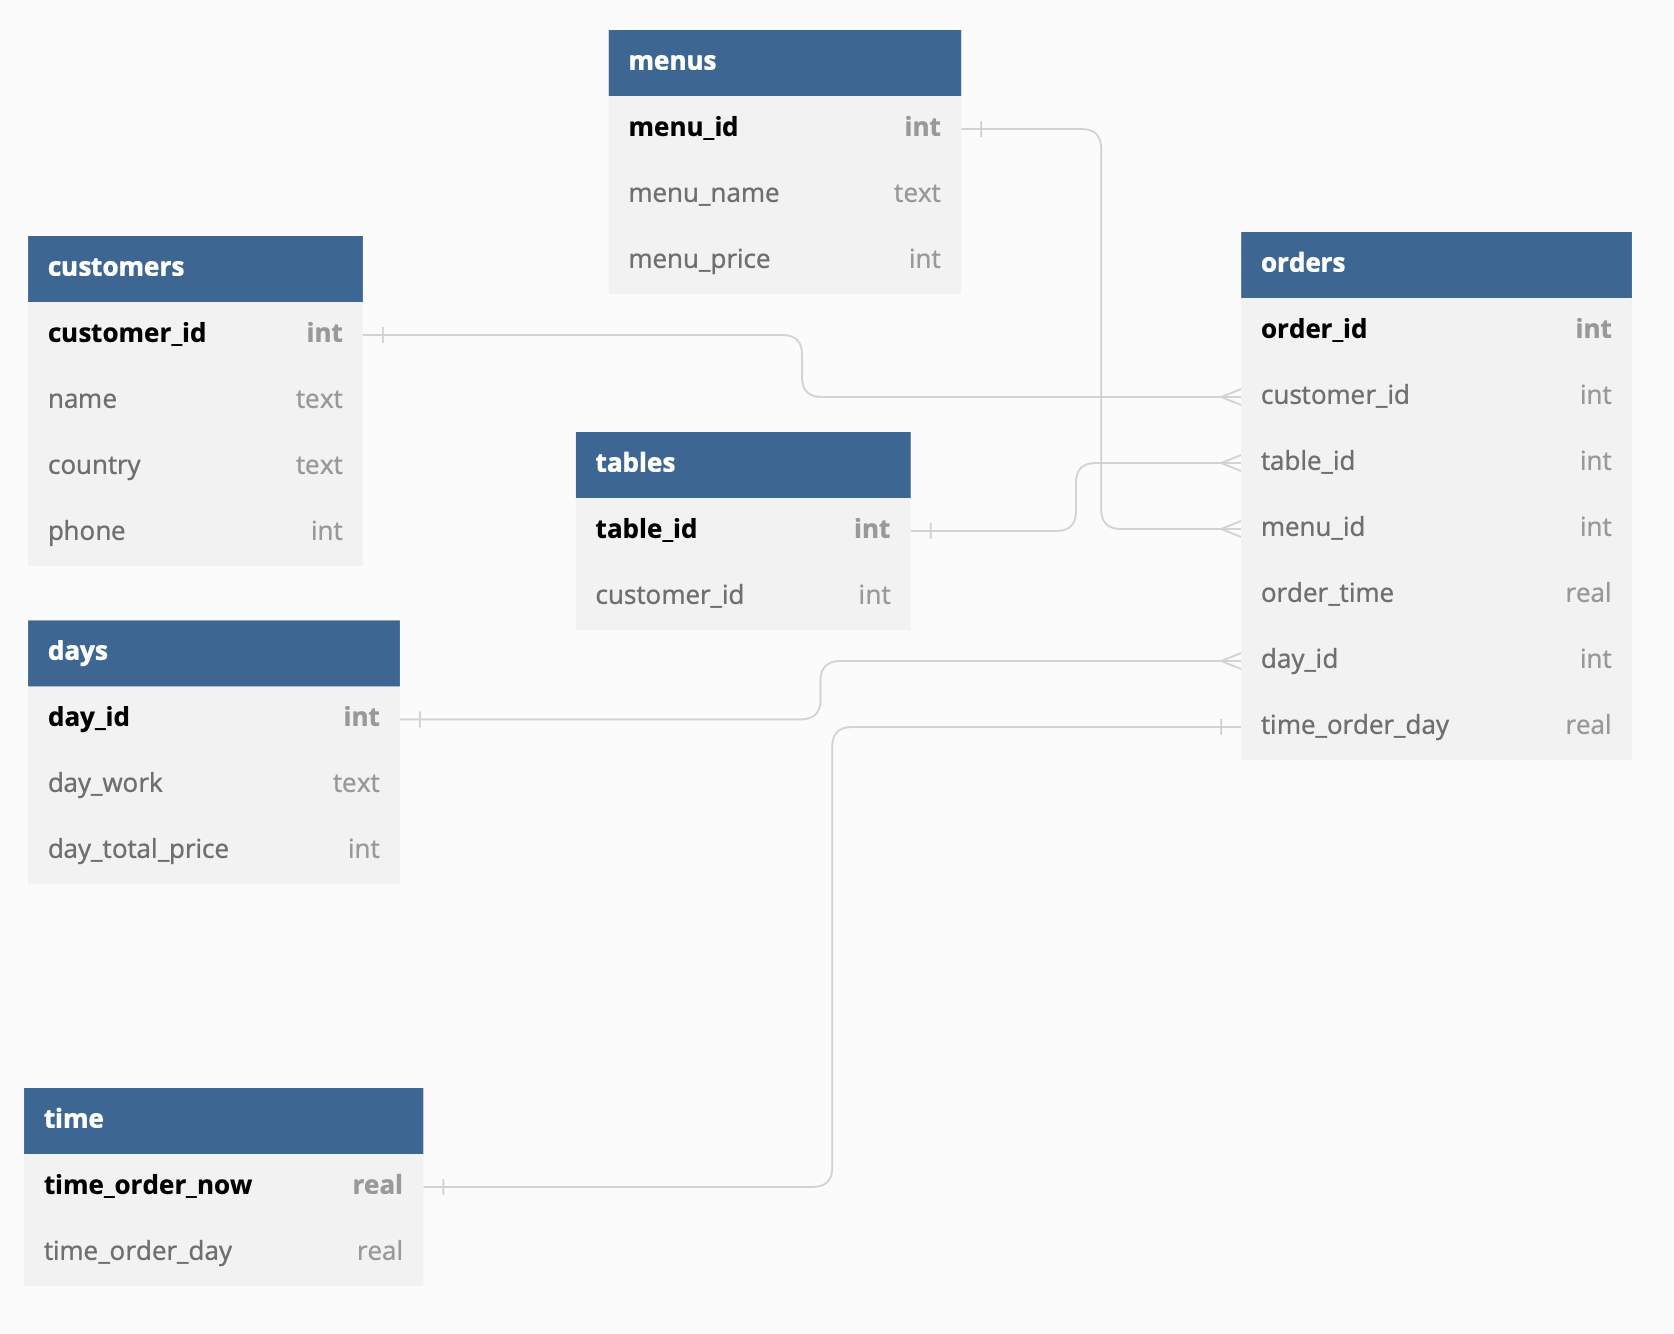 menus
menu_id int
menu_name text
menu_price int
customers
customer_id int
name text
country text
phone int
orders
order_id int
customer_id int
table_id int
menu_id int
order_time real
day_id int
time_order_day real
tables
table_id int
customer_id int
days
day_id int
day_work text
day_total_price int
time
time_order_now real
time_order_day real